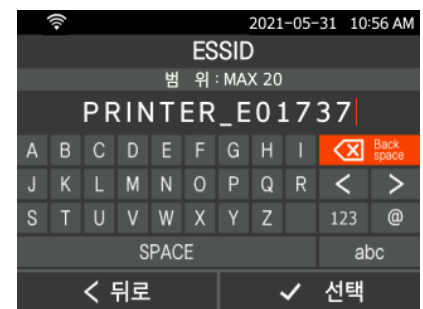 2021-05-31 10:56 AM
ESSID
범 위 : MAX 20
PRINTER_E01737
A B C D E F G H I Back space
J K L M N O P Q R < >
S T U V W X Y Z 123 @
SPACE abc
< 뒤로 ✓ 선택